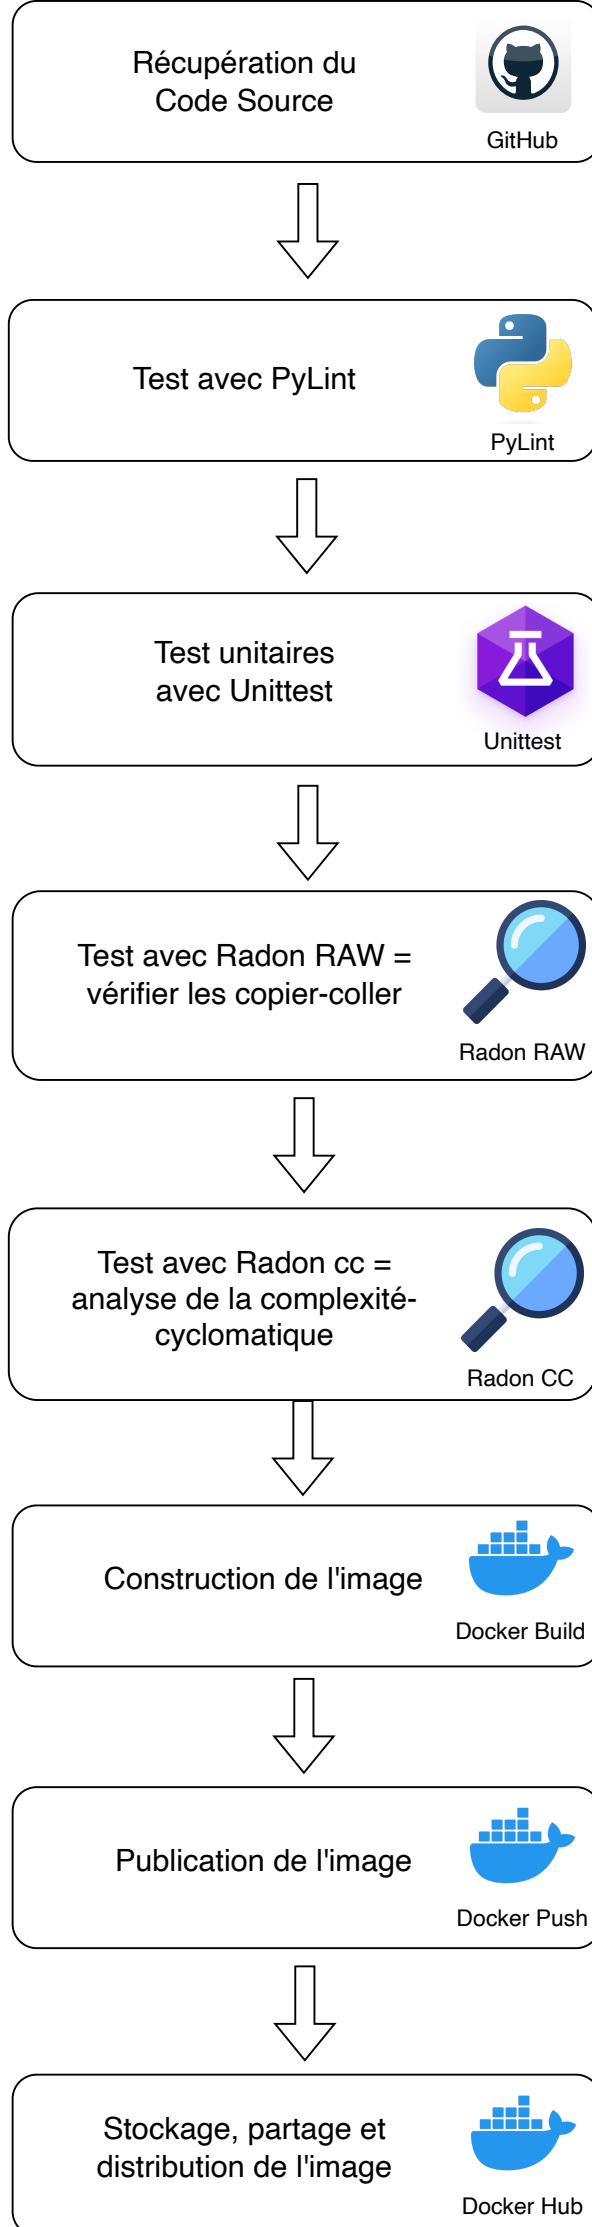 Récupération du
Code Source
GitHub
Test avec PyLint
PyLint
Test unitaires
avec Unittest
Unittest
Test avec Radon RAW =
vérifier les copier-coller
Radon RAW
Test avec Radon cc =
analyse de la complexité-
cyclomatique
Radon CC
Construction de l'image
Docker Build
Publication de l'image
Docker Push
Stockage, partage et
distribution de l'image
Docker Hub